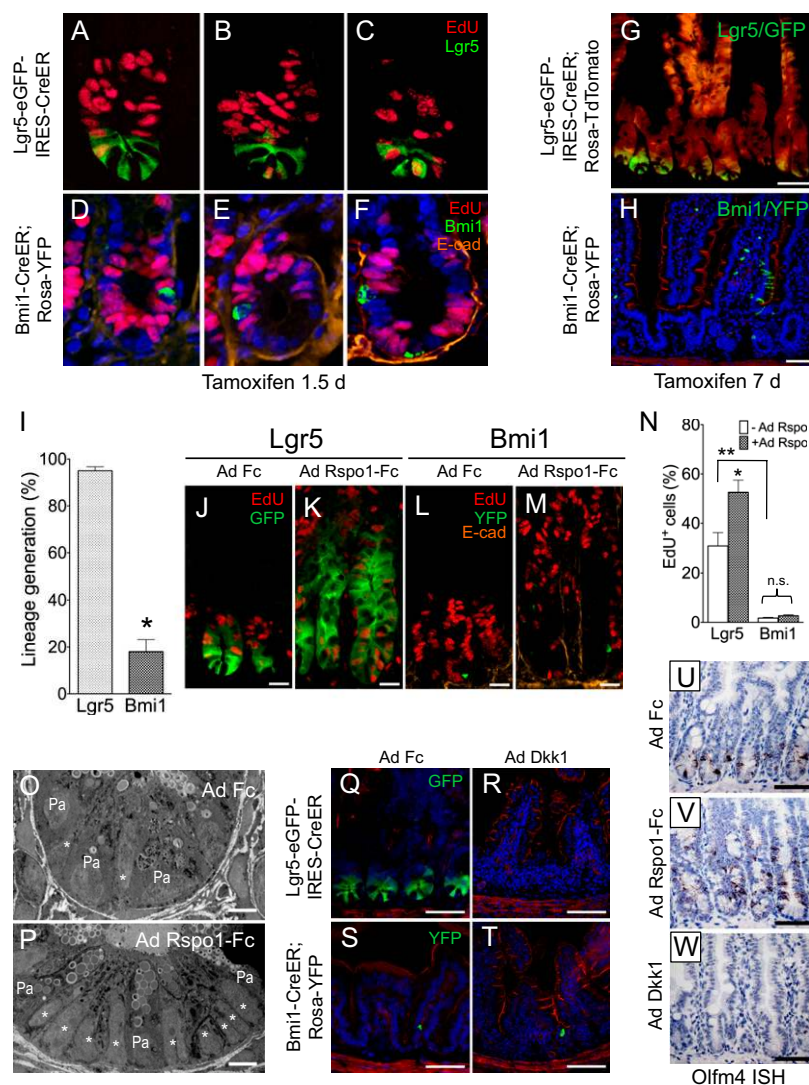 A
B
C
EdU
Lgr5
Lgr5-eGFP-
IRES-CreER
D
E
F
EdU
Bmi1
E-cad
Bmi1-CreER;
Rosa-YFP
Tamoxifen 1.5 d
G
Lgr5/GFP
Lgr5-eGFP-
IRES-CreER;
Rosa-TdTomato
H
Bmi1/YFP
Bmi1-CreER;
Rosa-YFP
Tamoxifen 7 d
I
Lineage generation (%)
100
80
60
40
20
0
*
Lgr5
Bmi1
Lgr5
Bmi1
Ad Fc
Ad Rspo1-Fc
Ad Fc
Ad Rspo1-Fc
J
EdU
GFP
K
L
EdU
YFP
E-cad
M
N
- Ad Rspo
+Ad Rspo
EdU+ cells (%)
80
60
40
20
0
**
*
n.s.
Lgr5
Bmi1
O
Ad Fc
Pa
Pa
Pa
*
*
P
Ad Rspo1-Fc
Pa
Pa
Pa
* * * * * * * *
Ad Fc
Ad Dkk1
Q
GFP
R
Lgr5-eGFP-
IRES-CreER
S
YFP
T
Bmi1-CreER;
Rosa-YFP
U
Ad Fc
V
Ad Rspo1-Fc
W
Ad Dkk1
Olfm4 ISH